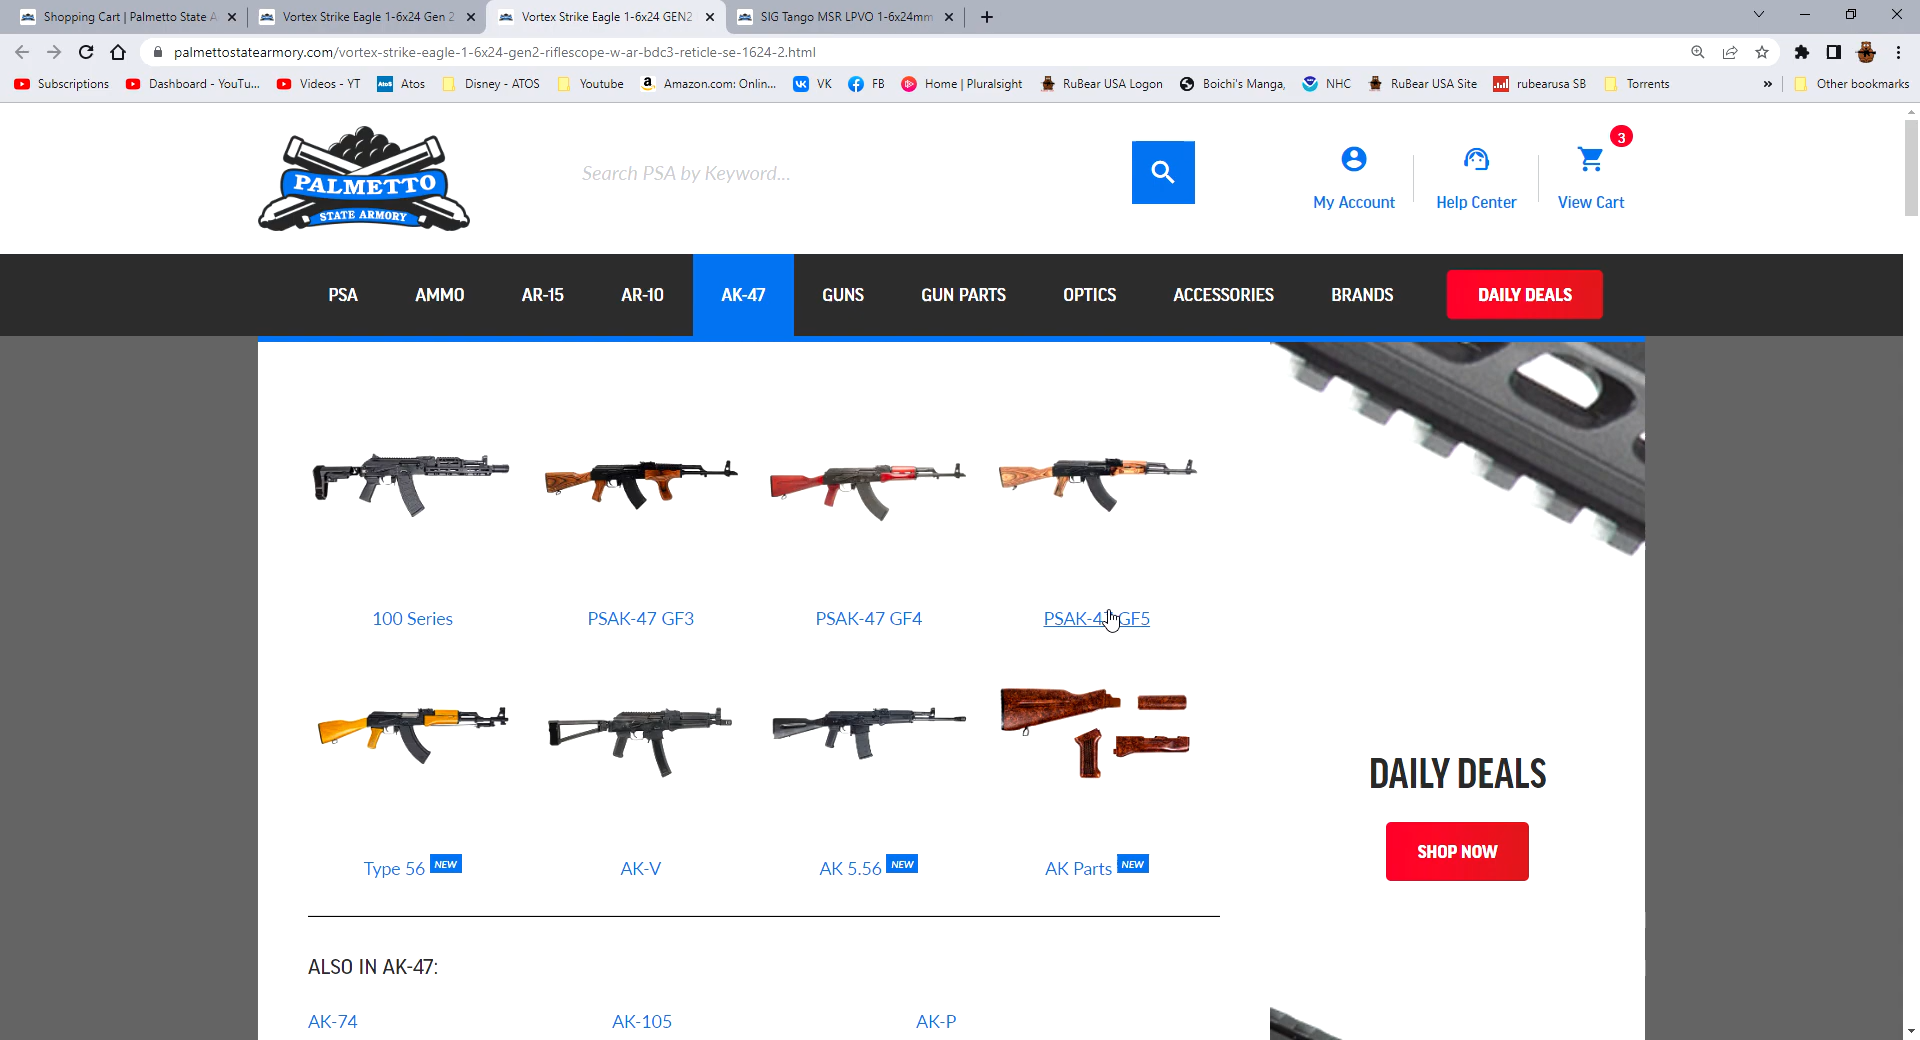 Shopping Cart | Palmetto State A
Vortex Strike Eagle 1-6x24 Gen 2
Vortex Strike Eagle 1-6x24 GEN2
SIG Tango MSR LPVO 1-6x24mm
palmettostatearmory.com/vortex-strike-eagle-1-6x24-gen2-riflescope-w-ar-bdc3-reticle-se-1624-2.html
Subscriptions
Dashboard - YouTu...
Videos - YT
Atos
Atos
Disney - ATOS
Youtube
Amazon.com: Onlin...
VK
FB
Home | Pluralsight
RuBear USA Logon
Boichi's Manga,
NHC
RuBear USA Site
rubearusa SB
Torrents
»
Other bookmarks
PALMETTO
STATE ARMORY
Search PSA by Keyword...
My Account
Help Center
3
View Cart
PSA
AMMO
AR-15
AR-10
AK-47
GUNS
GUN PARTS
OPTICS
ACCESSORIES
BRANDS
DAILY DEALS
100 Series
PSAK-47 GF3
PSAK-47 GF4
PSAK-47 GF5
Type 56 NEW
AK-V
AK 5.56 NEW
AK Parts NEW
DAILY DEALS
SHOP NOW
ALSO IN AK-47:
AK-74
AK-105
AK-P